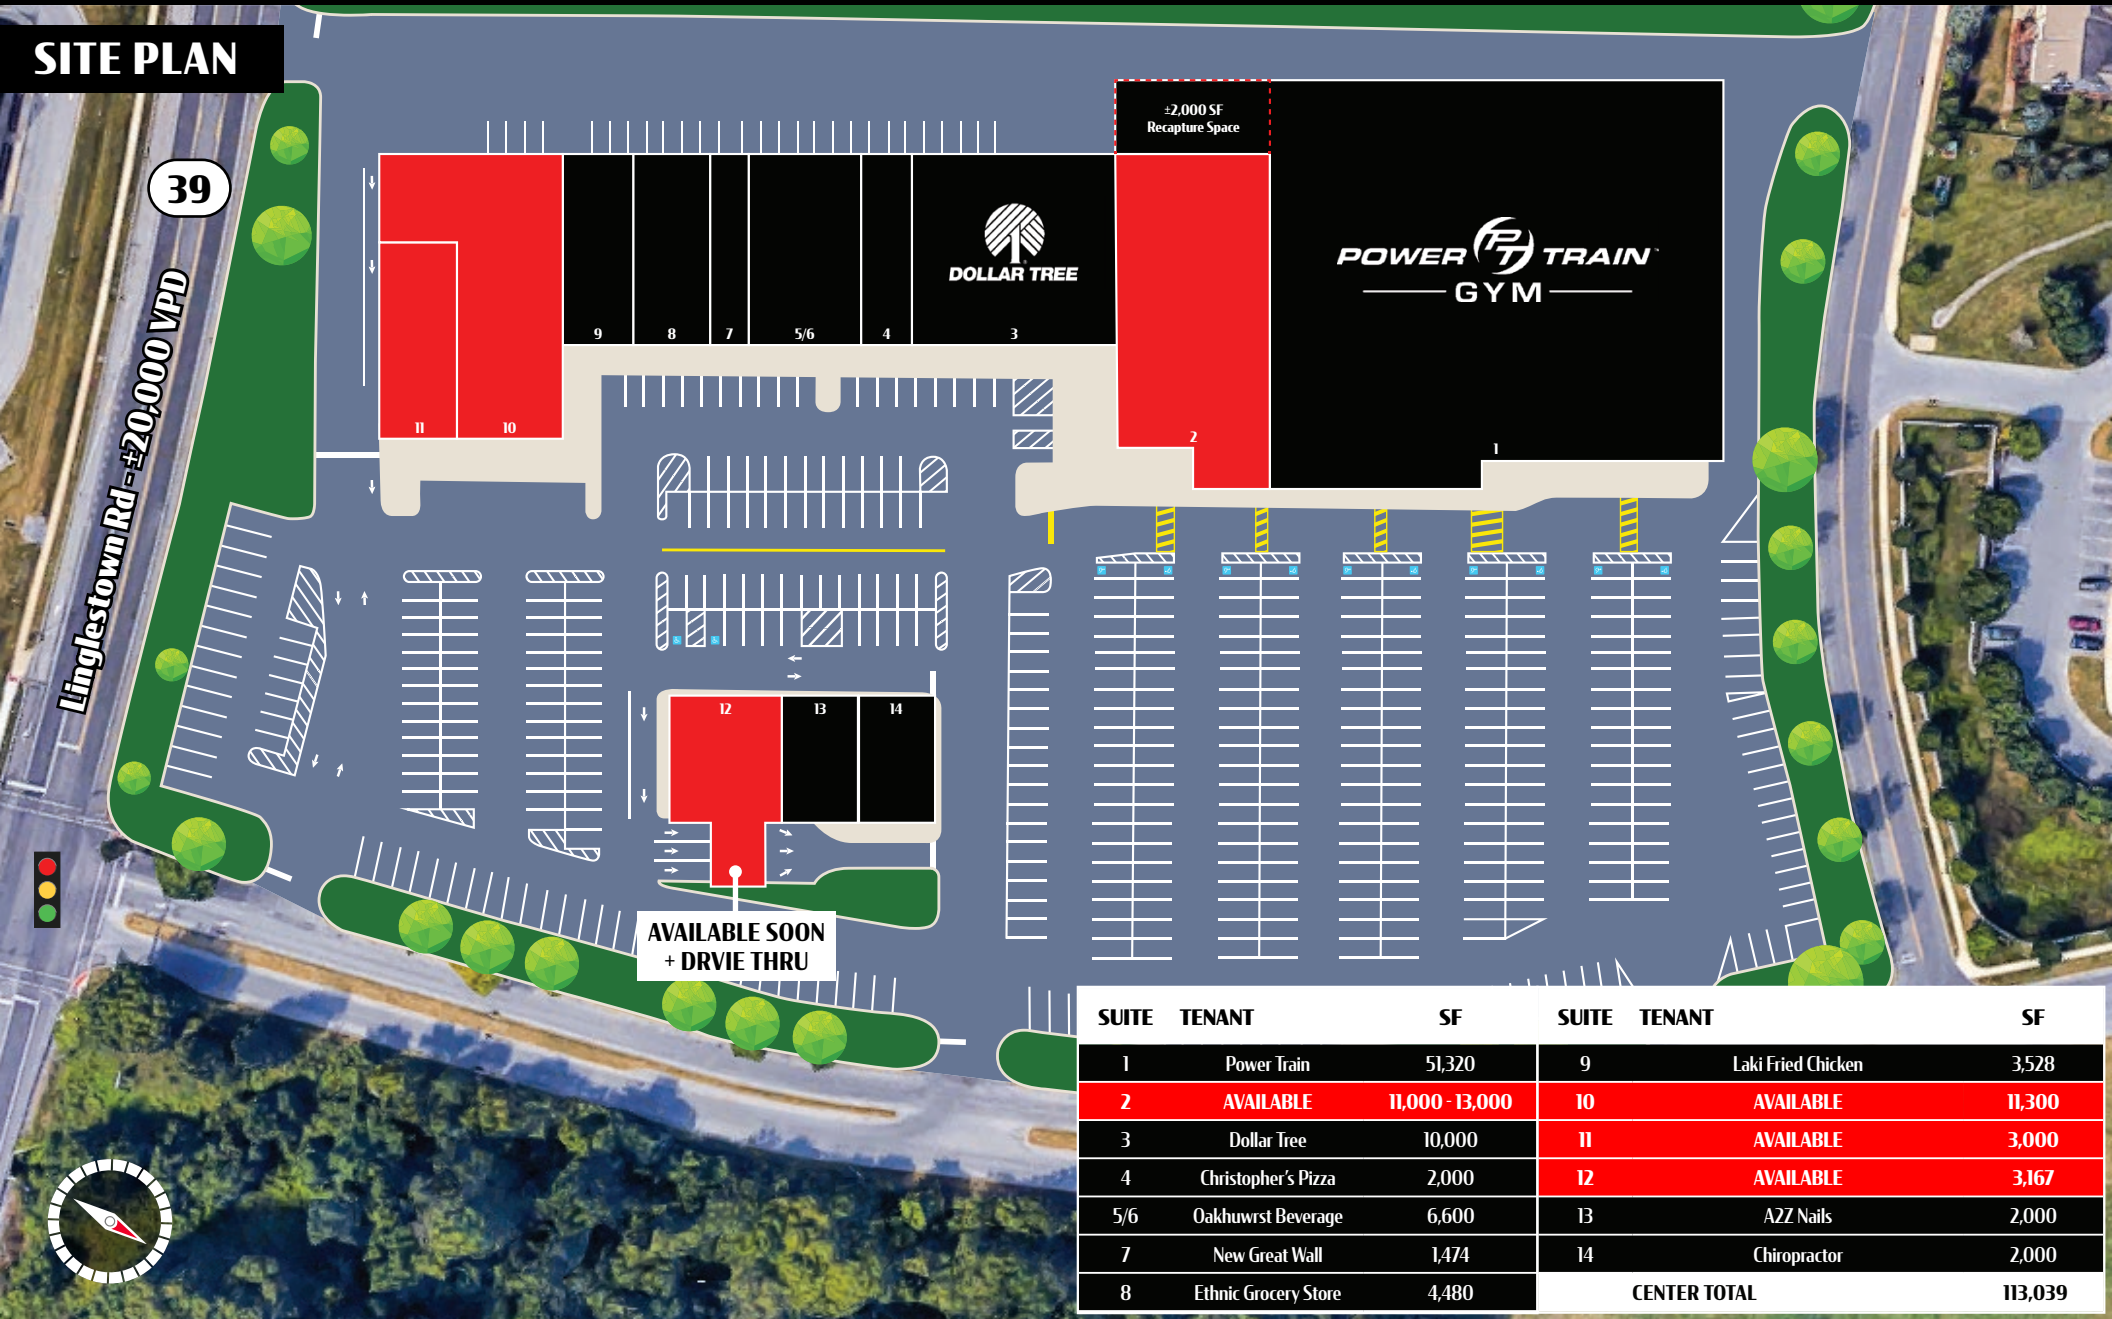 SITE PLAN
39
Linglestown Rd - ±20,000 VPD
±2,000 SF
Recapture Space
DOLLAR TREE
POWER PT TRAIN
GYM
11
10
9
8
7
5/6
4
3
2
1
12
13
14
AVAILABLE SOON
+ DRVIE THRU
SUITE TENANT SF SUITE TENANT SF
1 Power Train 51,320 9 Laki Fried Chicken 3,528
2 AVAILABLE 11,000 - 13,000 10 AVAILABLE 11,300
3 Dollar Tree 10,000 11 AVAILABLE 3,000
4 Christopher's Pizza 2,000 12 AVAILABLE 3,167
5/6 Oakhuwrst Beverage 6,600 13 A2Z Nails 2,000
7 New Great Wall 1,474 14 Chiropractor 2,000
8 Ethnic Grocery Store 4,480 CENTER TOTAL 113,039